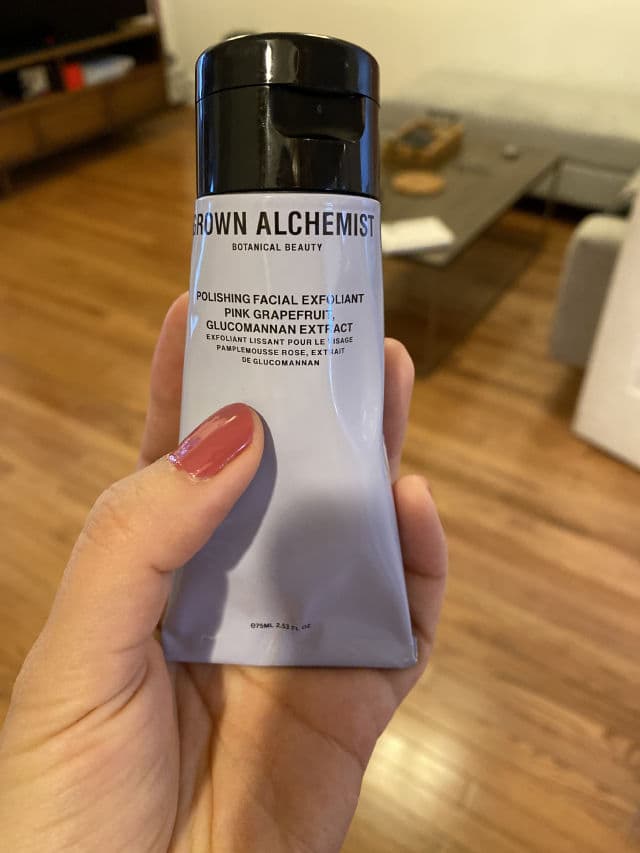 GROWN ALCHEMIST
BOTANICAL BEAUTY
POLISHING FACIAL EXFOLIANT
PINK GRAPEFRUIT,
GLUCOMANNAN EXTRACT
EXFOLIANT LISSANT POUR LE VISAGE
PAMPLEMOUSSE ROSE, EXTRAIT
DE GLUCOMANNAN
℮75ML 2.53 FL OZ